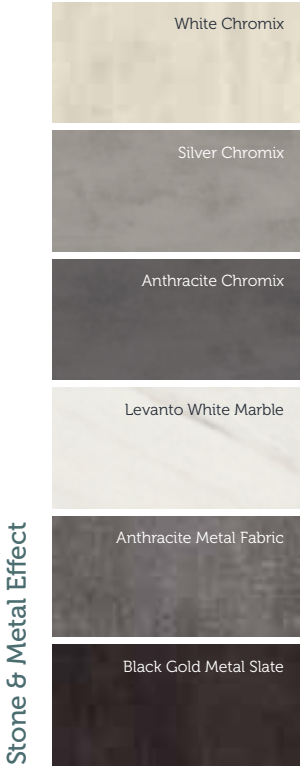 White Chromix
Silver Chromix
Anthracite Chromix
Levanto White Marble
Anthracite Metal Fabric
Black Gold Metal Slate
Stone & Metal Effect